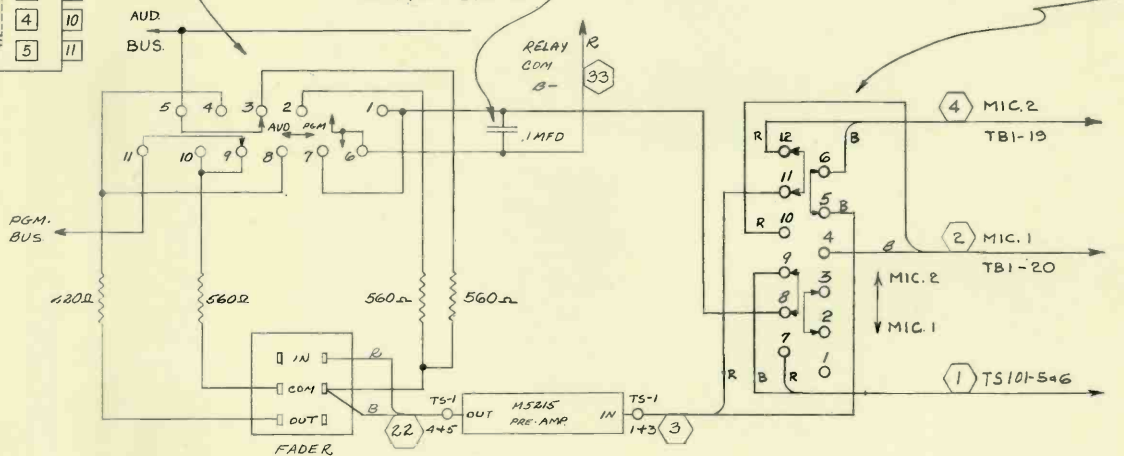 4 10
5 11
AUD.
BUS.
RELAY
COM
B-
R
33
5 4 3 2 1
AUD PGM
.1MFD
11 10 9 8 7 6
PGM.
BUS
560Ω
560Ω
560Ω
IN
COM
OUT
FADER
R
B
22
TS-1
4+5
OUT
M5215
PRE-AMP.
IN
TS-1
1+3
3
R
B
R
R
12
11
10
R
9
8
7
6
5
4
3
2
1
B
B
B
MIC.2
MIC.1
4 MIC.2
TB1-19
2 MIC.1
TB1-20
1 TS101-5&6